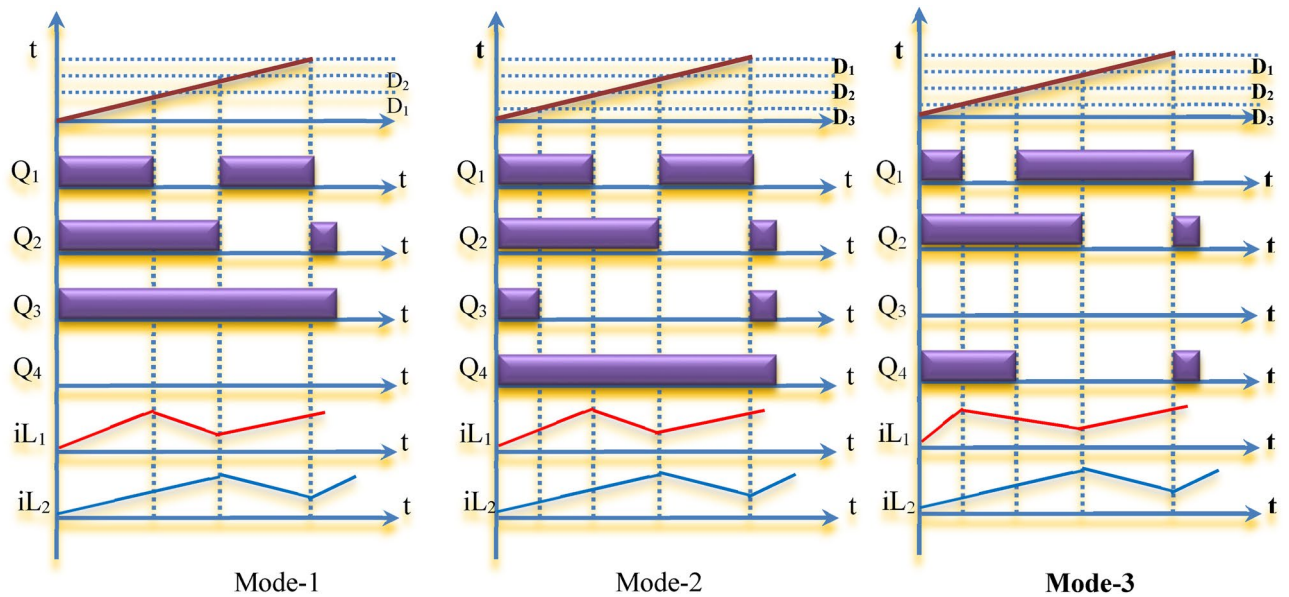 t
D₂
D₁
Q₁
t
Q₂
t
Q₃
t
Q₄
t
iL₁
t
iL₂
t
Mode-1
t
D₁
D₂
D₃
Q₁
t
Q₂
t
Q₃
t
Q₄
t
iL₁
t
iL₂
t
Mode-2
t
D₁
D₂
D₃
Q₁
t
Q₂
t
Q₃
t
Q₄
t
iL₁
t
iL₂
t
Mode-3